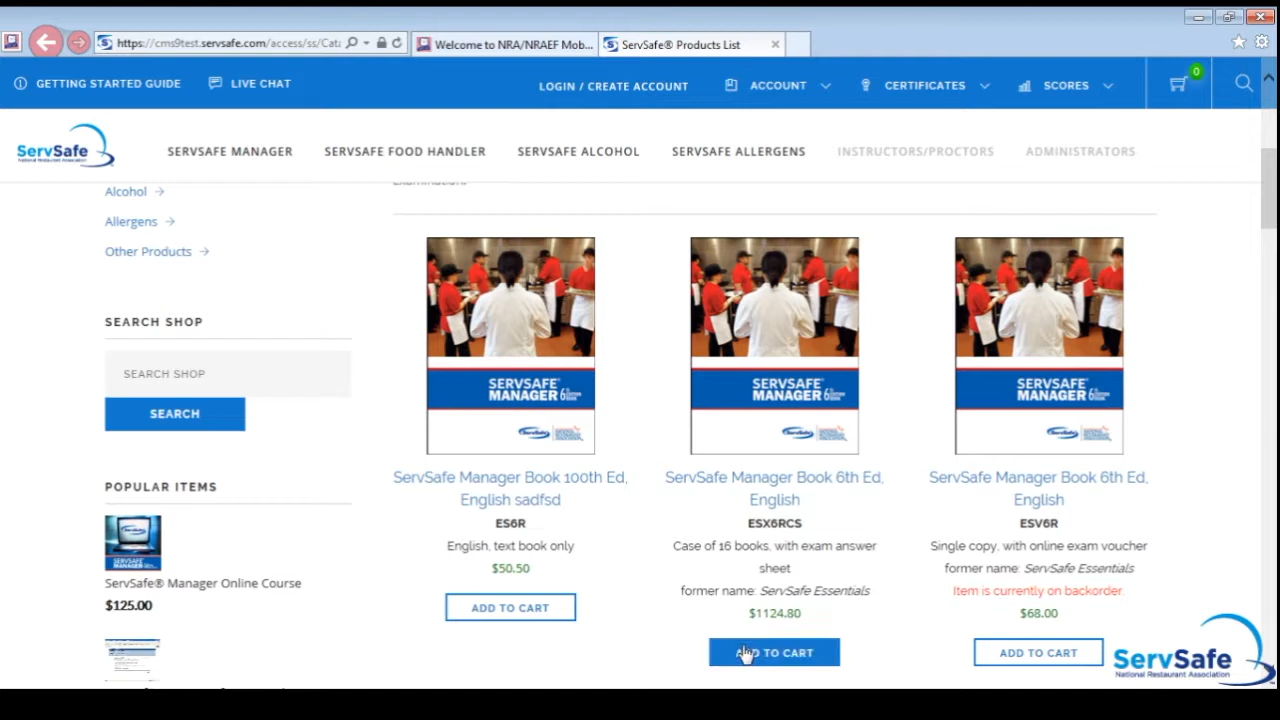 https://cms9test.servsafe.com/access/ss/Cat
Welcome to NRA/NRAEF Mob...
ServSafe® Products List
GETTING STARTED GUIDE
LIVE CHAT
LOGIN / CREATE ACCOUNT
ACCOUNT
CERTIFICATES
SCORES
0
ServSafe
National Restaurant Association
SERVSAFE MANAGER
SERVSAFE FOOD HANDLER
SERVSAFE ALCOHOL
SERVSAFE ALLERGENS
INSTRUCTORS/PROCTORS
ADMINISTRATORS
Alcohol
Allergens
Other Products
SEARCH SHOP
SEARCH SHOP
SEARCH
POPULAR ITEMS
ServSafe® Manager Online Course
$125.00
SERVSAFE
MANAGER 6
ServSafe Manager Book 100th Ed,
English sadfsd
ES6R
English, text book only
$50.50
ADD TO CART
SERVSAFE
MANAGER 6
ServSafe Manager Book 6th Ed,
English
ESX6RCS
Case of 16 books, with exam answer
sheet
former name: ServSafe Essentials
$1124.80
ADD TO CART
SERVSAFE
MANAGER 6
ServSafe Manager Book 6th Ed,
English
ESV6R
Single copy, with online exam voucher
former name: ServSafe Essentials
Item is currently on backorder.
$68.00
ADD TO CART
ServSafe
National Restaurant Association